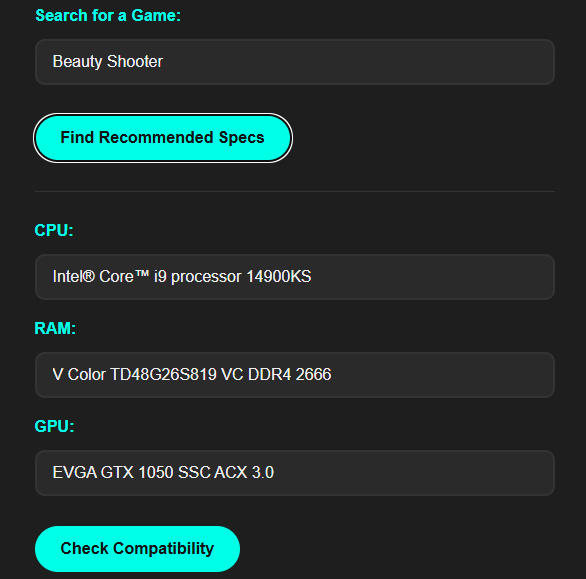 Search for a Game:
Beauty Shooter
Find Recommended Specs
CPU:
Intel® Core™ i9 processor 14900KS
RAM:
V Color TD48G26S819 VC DDR4 2666
GPU:
EVGA GTX 1050 SSC ACX 3.0
Check Compatibility